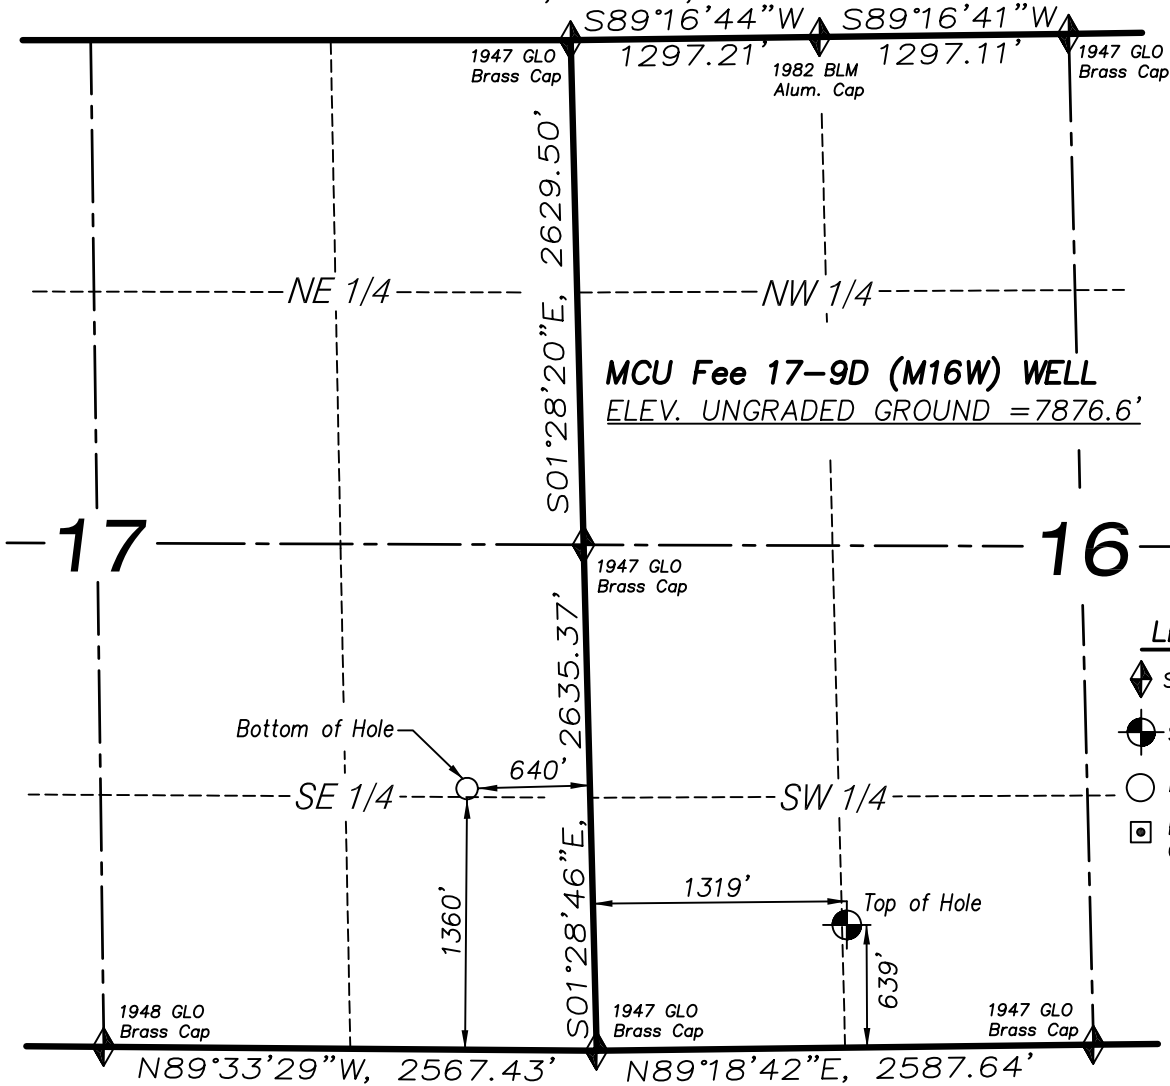 S89°16'44"W
S89°16'41"W
1297.21'
1297.11'
1947 GLO
Brass Cap
1982 BLM
Alum. Cap
1947 GLO
Brass Cap
S01°28'20"E, 2629.50'
NE 1/4
NW 1/4
MCU Fee 17-9D (M16W) WELL
ELEV. UNGRADED GROUND =7876.6'
17
16
1947 GLO
Brass Cap
S01°28'46"E, 2635.37'
Bottom of Hole
640'
SE 1/4
SW 1/4
1360'
1319'
Top of Hole
639'
1948 GLO
Brass Cap
1947 GLO
Brass Cap
1947 GLO
Brass Cap
N89°33'29"W, 2567.43'
N89°18'42"E, 2587.64'